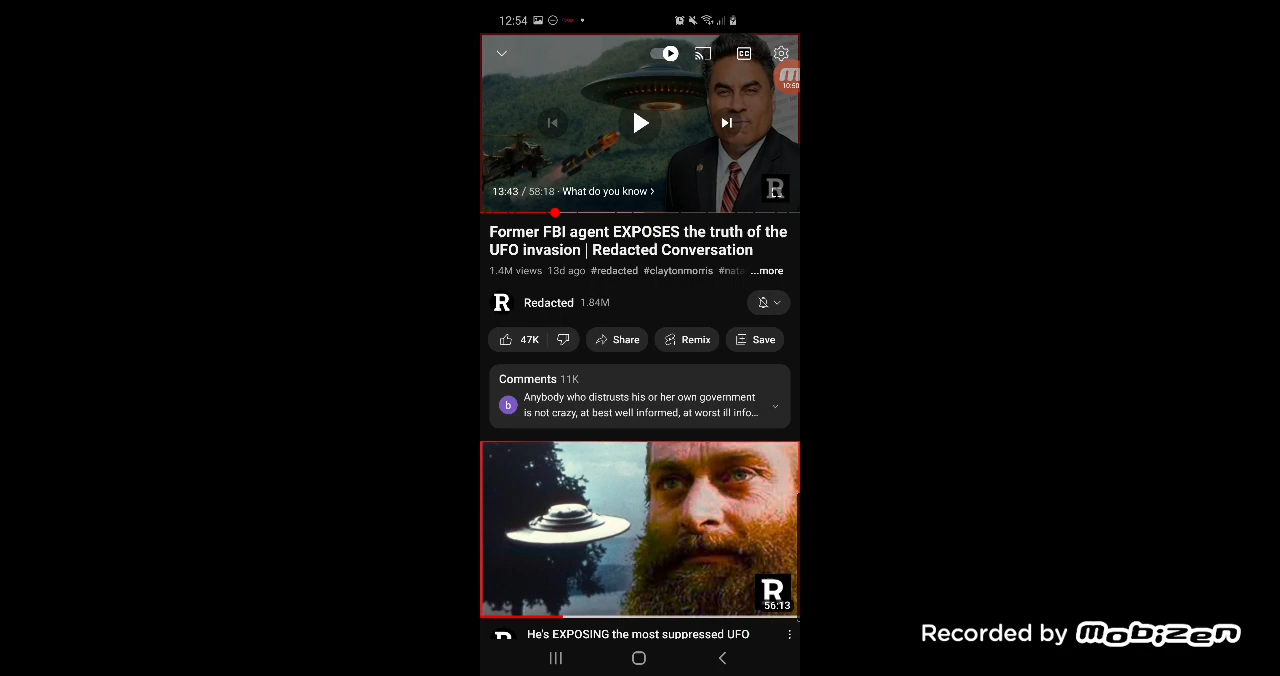 12:54
10:50
13:43 / 58:18 · What do you know >
R
Former FBI agent EXPOSES the truth of the
UFO invasion | Redacted Conversation
1.4M views 13d ago #redacted #claytonmorris #nata ...more
R Redacted 1.84M
47K Share Remix Save
Comments 11K
b Anybody who distrusts his or her own government
is not crazy, at best well informed, at worst ill info...
R
56:13
He's EXPOSING the most suppressed UFO
Recorded by mobizen